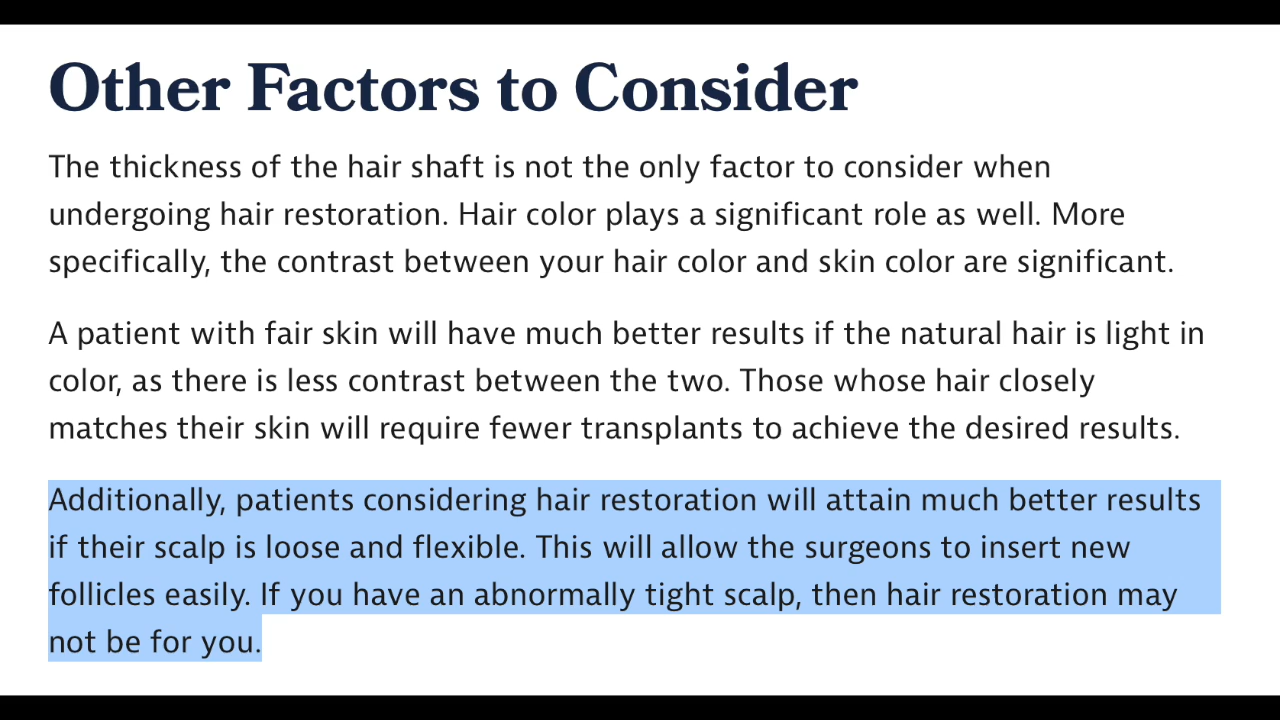 Other Factors to Consider
The thickness of the hair shaft is not the only factor to consider when
undergoing hair restoration. Hair color plays a significant role as well. More
specifically, the contrast between your hair color and skin color are significant.
A patient with fair skin will have much better results if the natural hair is light in
color, as there is less contrast between the two. Those whose hair closely
matches their skin will require fewer transplants to achieve the desired results.
Additionally, patients considering hair restoration will attain much better results
if their scalp is loose and flexible. This will allow the surgeons to insert new
follicles easily. If you have an abnormally tight scalp, then hair restoration may
not be for you.